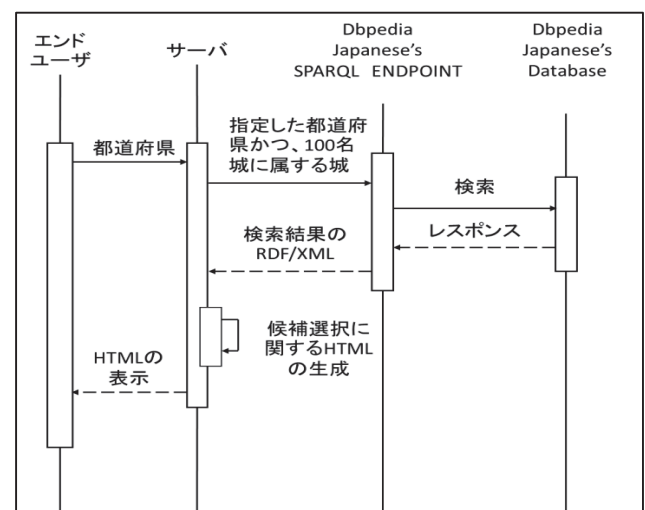 エンド
ユーザ
サーバ
Dbpedia
Japanese's
SPARQL ENDPOINT
Dbpedia
Japanese's
Database
都道府県
指定した都道府
県かつ、100名
城に属する城
検索
レスポンス
検索結果の
RDF/XML
候補選択に
関するHTML
の生成
HTMLの
表示